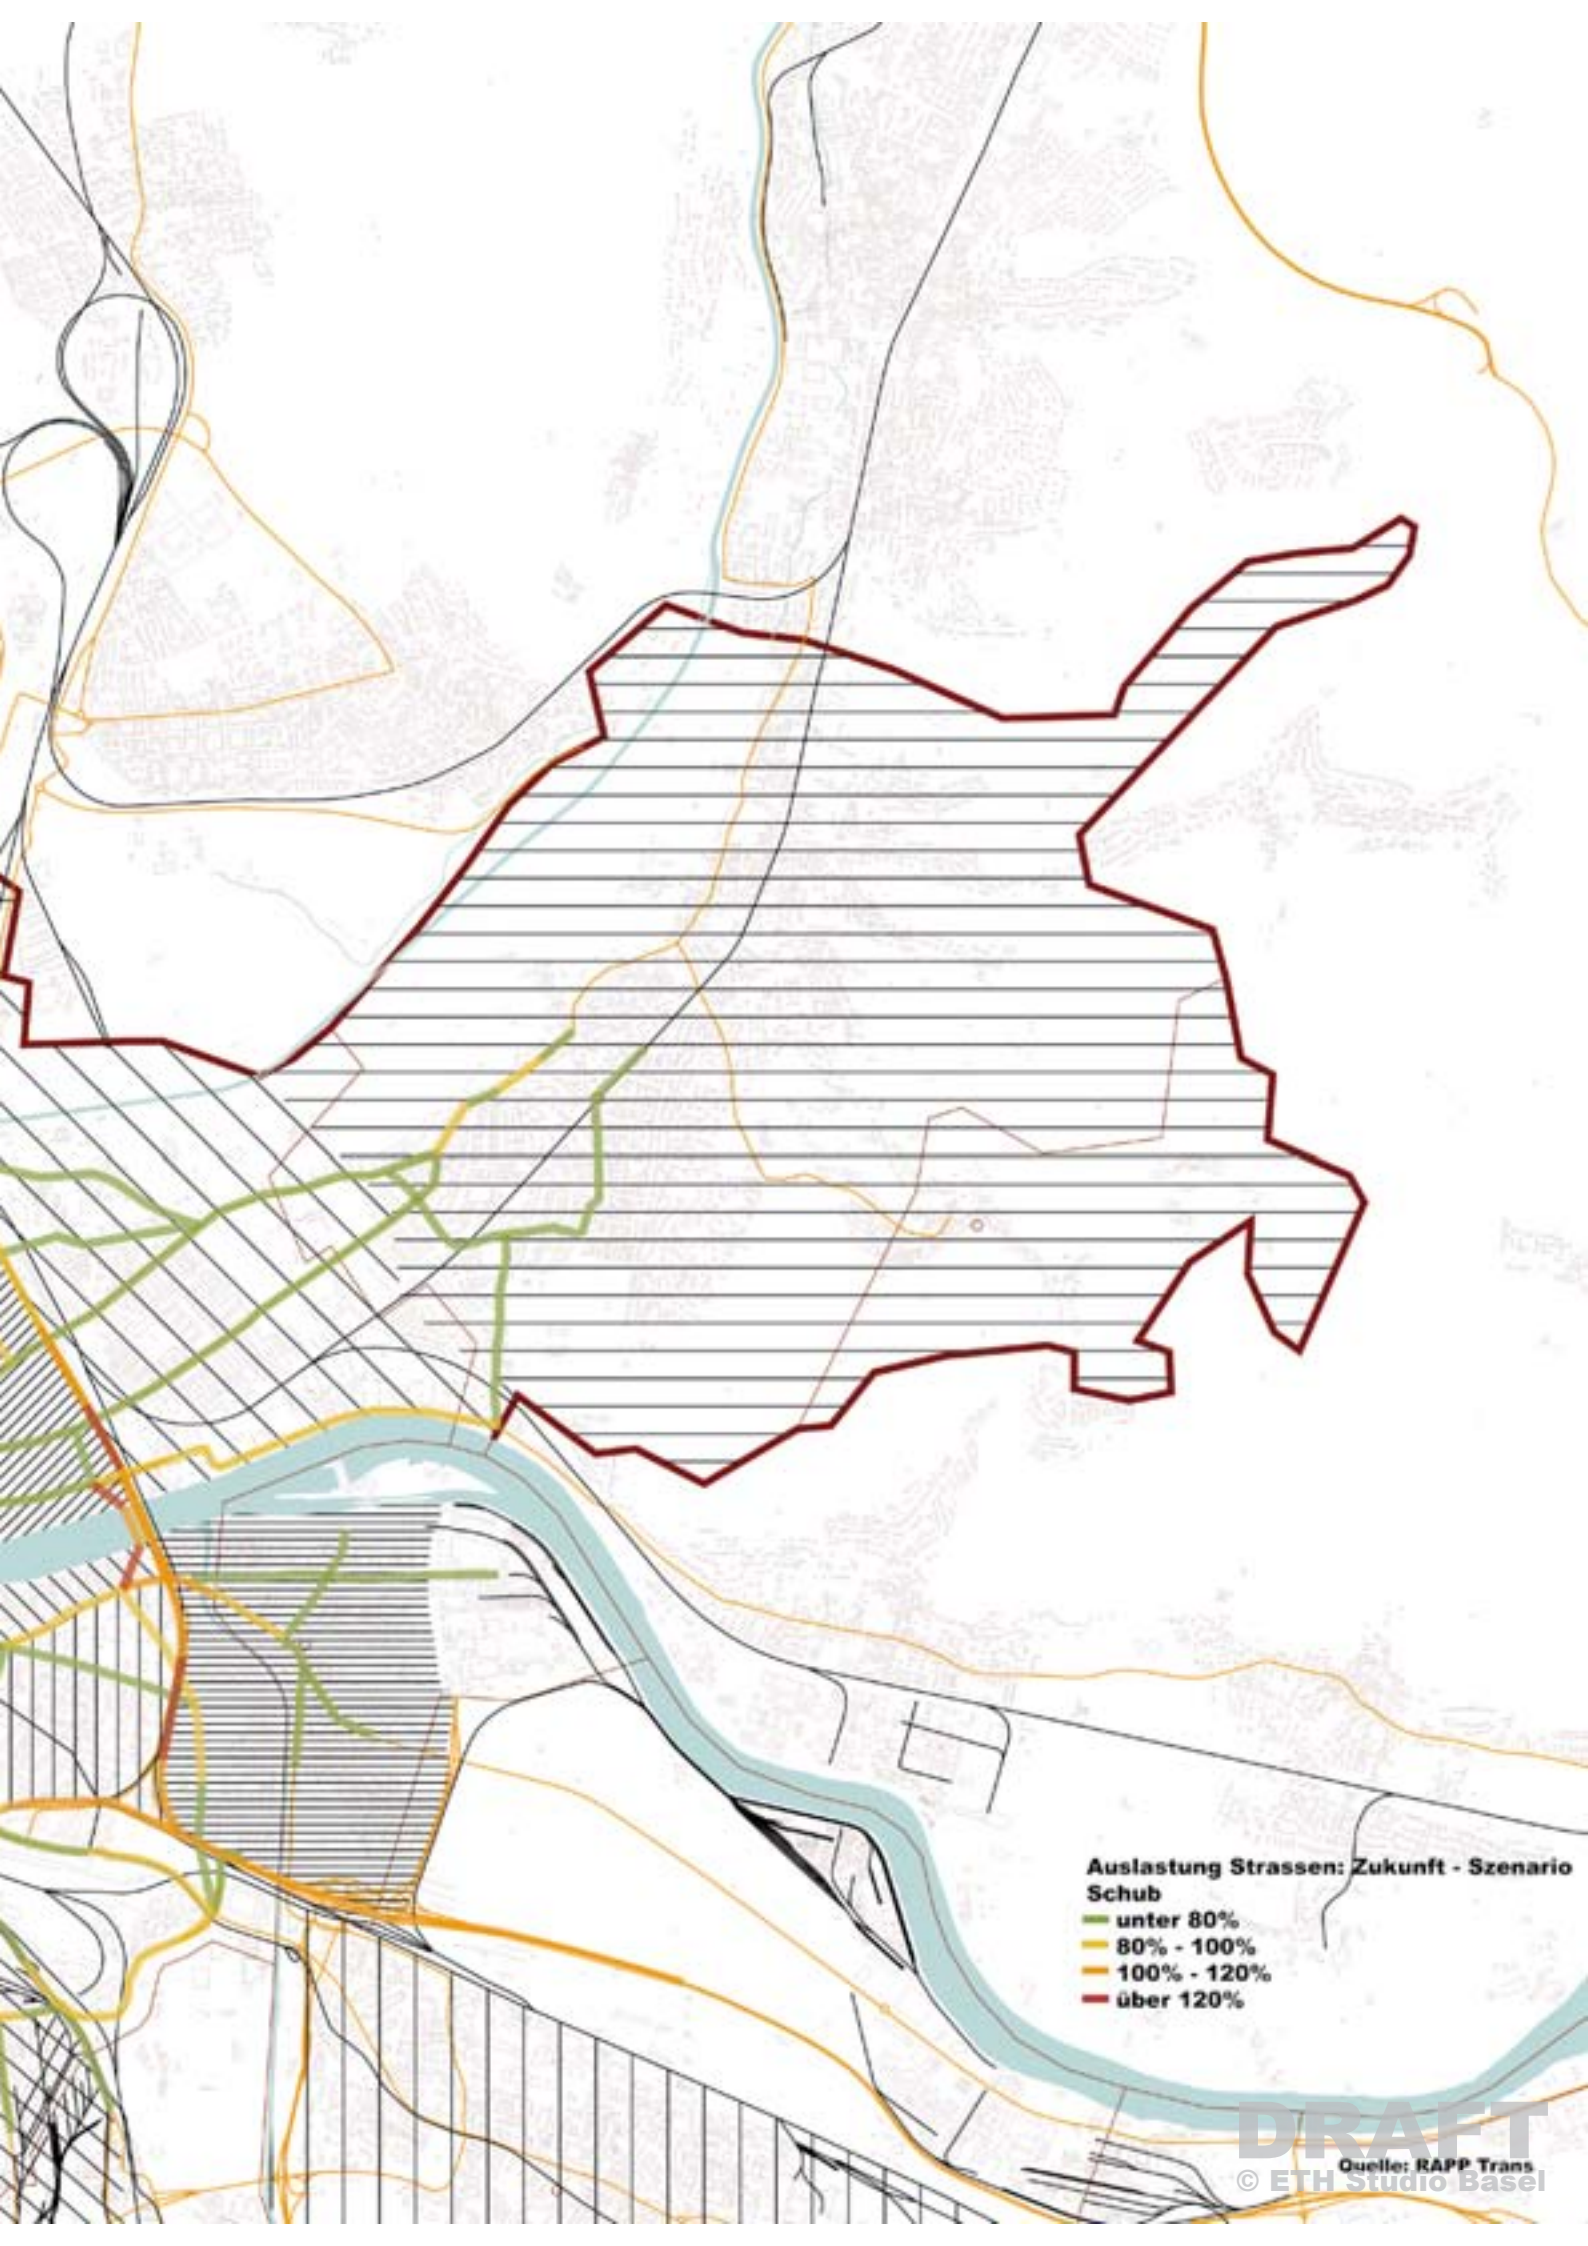 Auslastung Strassen: Zukunft - Szenario
Schub
unter 80%
80% - 100%
100% - 120%
über 120%
DRAFT
Quelle: RAPP Trans
© ETH Studio Basel